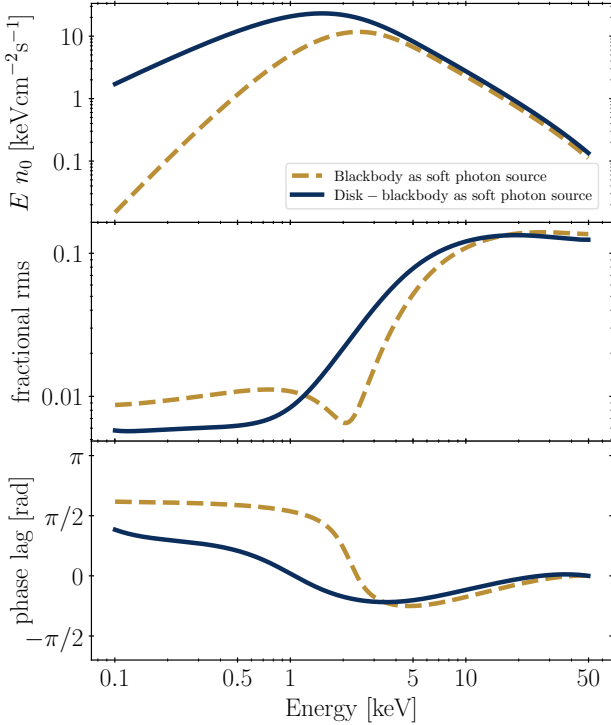 E n₀ [keVcm⁻²s⁻¹]
10
1
0.1
Blackbody as soft photon source
Disk − blackbody as soft photon source
fractional rms
0.1
0.01
phase lag [rad]
π
π/2
0
−π/2
0.1 0.5 1 5 10 50
Energy [keV]